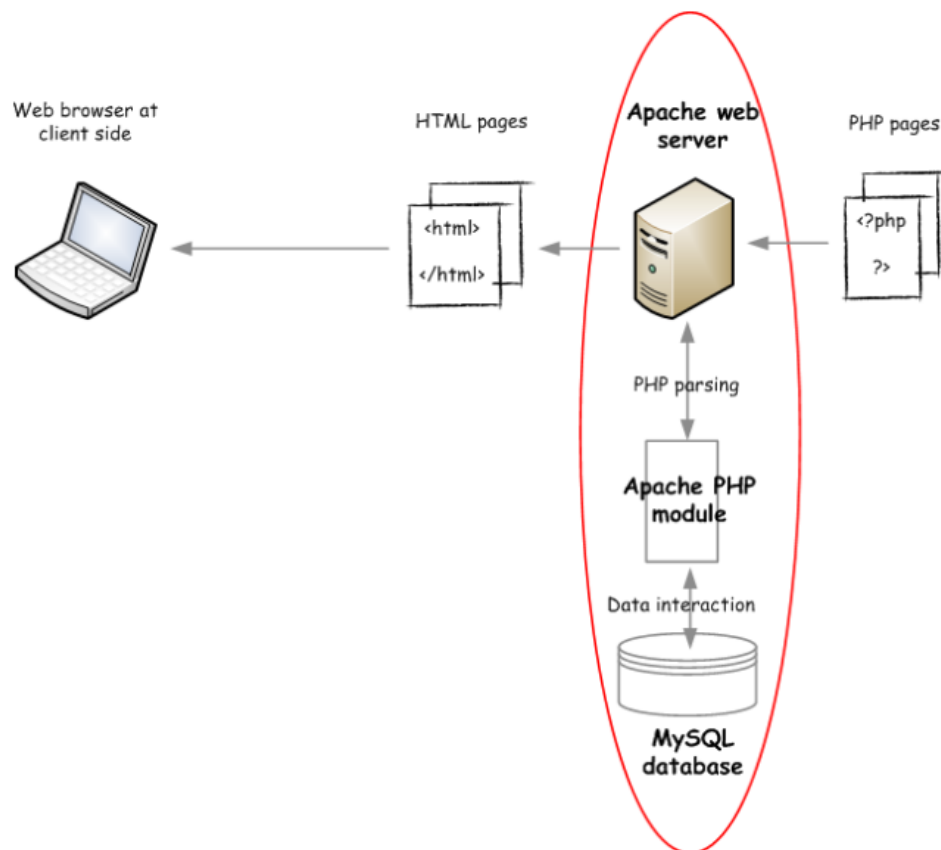 Web browser at
client side
HTML pages
<html>
</html>
Apache web
server
PHP pages
<?php
?>
PHP parsing
Apache PHP
module
Data interaction
MySQL
database